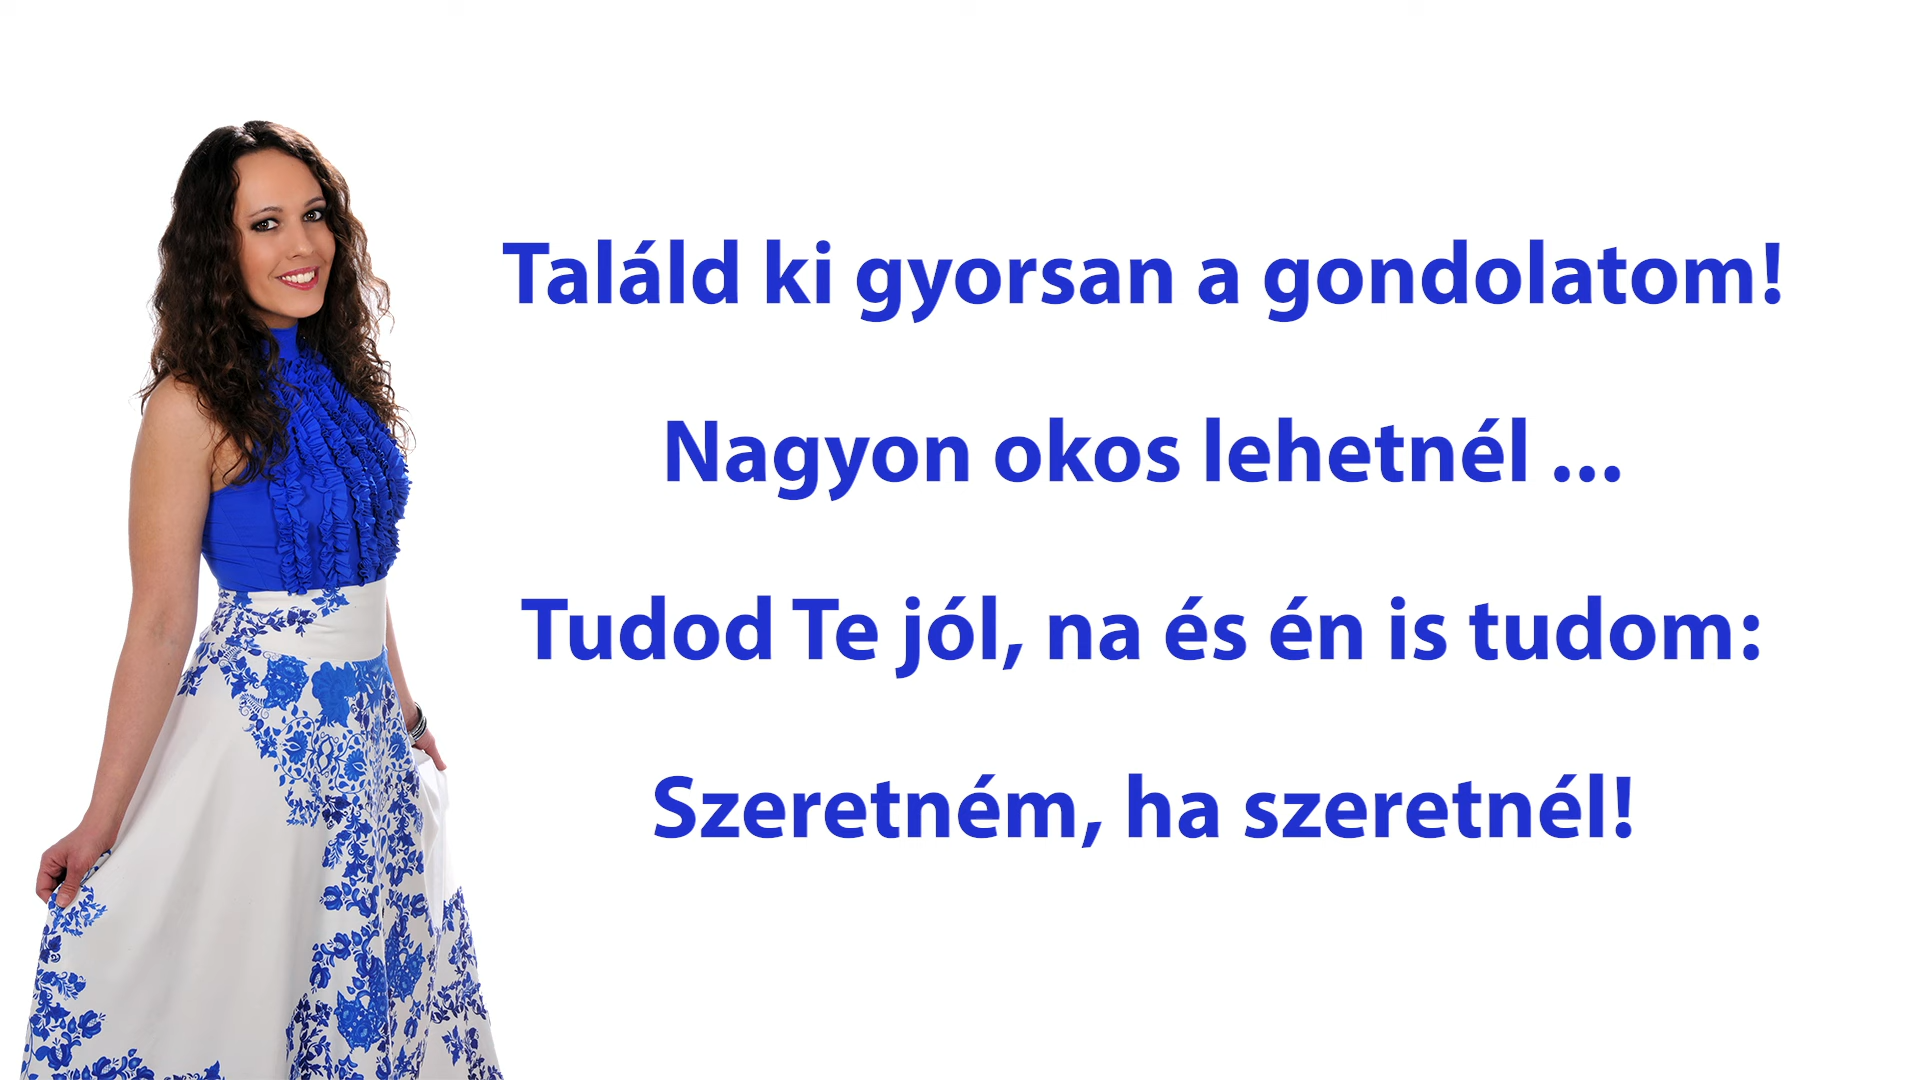 Találd ki gyorsan a gondolatom!
Nagyon okos lehetnél ...
Tudod Te jól, na és én is tudom:
Szeretném, ha szeretnél!